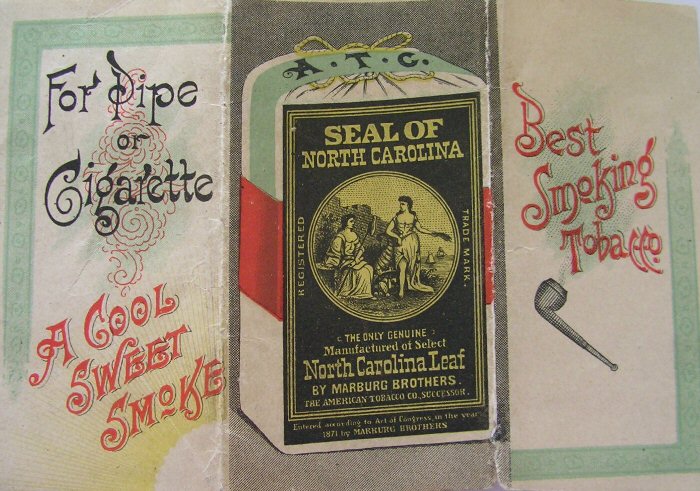 For Pipe
or
Cigarette
A COOL
SWEET
SMOKE
A. T. C.
SEAL OF
NORTH CAROLINA
REGISTERED
TRADE MARK.
THE ONLY GENUINE
Manufactured of Select
North Carolina Leaf
BY MARBURG BROTHERS.
THE AMERICAN TOBACCO CO. SUCCESSOR.
Entered according to Act of Congress, in the year
1871 by MARBURG BROTHERS
Best
Smoking
Tobacco